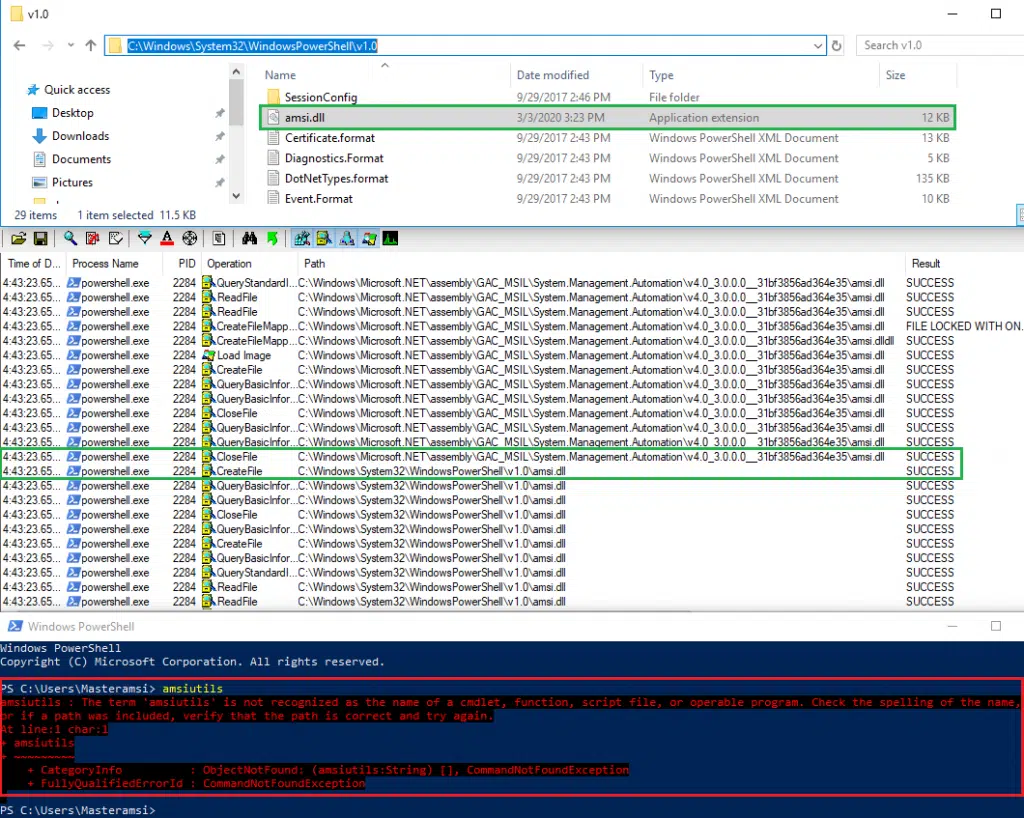 v1.0
C:\Windows\System32\WindowsPowerShell\v1.0
Search v1.0
Name Date modified Type Size
Quick access
Desktop
Downloads
Documents
Pictures
SessionConfig 9/29/2017 2:46 PM File folder
amsi.dll 3/3/2020 3:23 PM Application extension 12 KB
Certificate.format 9/29/2017 2:43 PM Windows PowerShell XML Document 13 KB
Diagnostics.Format 9/29/2017 2:43 PM Windows PowerShell XML Document 5 KB
DotNetTypes.format 9/29/2017 2:43 PM Windows PowerShell XML Document 135 KB
Event.Format 9/29/2017 2:43 PM Windows PowerShell XML Document 10 KB
29 items 1 item selected 11.5 KB
Time of D... Process Name PID Operation Path Result
4:43:23.65... powershell.exe 2284 QueryStandardI... C:\Windows\Microsoft.NET\assembly\GAC_MSIL\System.Management.Automation\v4.0_3.0.0.0__31bf3856ad364e35\amsi.dll SUCCESS
4:43:23.65... powershell.exe 2284 ReadFile C:\Windows\Microsoft.NET\assembly\GAC_MSIL\System.Management.Automation\v4.0_3.0.0.0__31bf3856ad364e35\amsi.dll SUCCESS
4:43:23.65... powershell.exe 2284 ReadFile C:\Windows\Microsoft.NET\assembly\GAC_MSIL\System.Management.Automation\v4.0_3.0.0.0__31bf3856ad364e35\amsi.dll SUCCESS
4:43:23.65... powershell.exe 2284 CreateFileMapp... C:\Windows\Microsoft.NET\assembly\GAC_MSIL\System.Management.Automation\v4.0_3.0.0.0__31bf3856ad364e35\amsi.dll FILE LOCKED WITH ON...
4:43:23.65... powershell.exe 2284 CreateFileMapp... C:\Windows\Microsoft.NET\assembly\GAC_MSIL\System.Management.Automation\v4.0_3.0.0.0__31bf3856ad364e35\amsi.dlldll SUCCESS
4:43:23.65... powershell.exe 2284 Load Image C:\Windows\Microsoft.NET\assembly\GAC_MSIL\System.Management.Automation\v4.0_3.0.0.0__31bf3856ad364e35\amsi.dll SUCCESS
4:43:23.65... powershell.exe 2284 CreateFile C:\Windows\Microsoft.NET\assembly\GAC_MSIL\System.Management.Automation\v4.0_3.0.0.0__31bf3856ad364e35\amsi.dll SUCCESS
4:43:23.65... powershell.exe 2284 QueryBasicInfor... C:\Windows\Microsoft.NET\assembly\GAC_MSIL\System.Management.Automation\v4.0_3.0.0.0__31bf3856ad364e35\amsi.dll SUCCESS
4:43:23.65... powershell.exe 2284 QueryBasicInfor... C:\Windows\Microsoft.NET\assembly\GAC_MSIL\System.Management.Automation\v4.0_3.0.0.0__31bf3856ad364e35\amsi.dll SUCCESS
4:43:23.65... powershell.exe 2284 CloseFile C:\Windows\Microsoft.NET\assembly\GAC_MSIL\System.Management.Automation\v4.0_3.0.0.0__31bf3856ad364e35\amsi.dll SUCCESS
4:43:23.65... powershell.exe 2284 QueryBasicInfor... C:\Windows\Microsoft.NET\assembly\GAC_MSIL\System.Management.Automation\v4.0_3.0.0.0__31bf3856ad364e35\amsi.dll SUCCESS
4:43:23.65... powershell.exe 2284 QueryBasicInfor... C:\Windows\Microsoft.NET\assembly\GAC_MSIL\System.Management.Automation\v4.0_3.0.0.0__31bf3856ad364e35\amsi.dll SUCCESS
4:43:23.65... powershell.exe 2284 CloseFile C:\Windows\Microsoft.NET\assembly\GAC_MSIL\System.Management.Automation\v4.0_3.0.0.0__31bf3856ad364e35\amsi.dll SUCCESS
4:43:23.65... powershell.exe 2284 CreateFile C:\Windows\System32\WindowsPowerShell\v1.0\amsi.dll SUCCESS
4:43:23.65... powershell.exe 2284 QueryBasicInfor... C:\Windows\System32\WindowsPowerShell\v1.0\amsi.dll SUCCESS
4:43:23.65... powershell.exe 2284 QueryBasicInfor... C:\Windows\System32\WindowsPowerShell\v1.0\amsi.dll SUCCESS
4:43:23.65... powershell.exe 2284 CloseFile C:\Windows\System32\WindowsPowerShell\v1.0\amsi.dll SUCCESS
4:43:23.65... powershell.exe 2284 QueryBasicInfor... C:\Windows\System32\WindowsPowerShell\v1.0\amsi.dll SUCCESS
4:43:23.65... powershell.exe 2284 CreateFile C:\Windows\System32\WindowsPowerShell\v1.0\amsi.dll SUCCESS
4:43:23.65... powershell.exe 2284 QueryBasicInfor... C:\Windows\System32\WindowsPowerShell\v1.0\amsi.dll SUCCESS
4:43:23.65... powershell.exe 2284 QueryStandardI... C:\Windows\System32\WindowsPowerShell\v1.0\amsi.dll SUCCESS
4:43:23.65... powershell.exe 2284 ReadFile C:\Windows\System32\WindowsPowerShell\v1.0\amsi.dll SUCCESS
4:43:23.65... powershell.exe 2284 ReadFile C:\Windows\System32\WindowsPowerShell\v1.0\amsi.dll SUCCESS
Windows PowerShell
Windows PowerShell
Copyright (C) Microsoft Corporation. All rights reserved.
PS C:\Users\Masteramsi> amsiutils
amsiutils : The term 'amsiutils' is not recognized as the name of a cmdlet, function, script file, or operable program. Check the spelling of the name,
or if a path was included, verify that the path is correct and try again.
At line:1 char:1
+ amsiutils
+ ~~~~~~~~~
+ CategoryInfo : ObjectNotFound: (amsiutils:String) [], CommandNotFoundException
+ FullyQualifiedErrorId : CommandNotFoundException
PS C:\Users\Masteramsi>